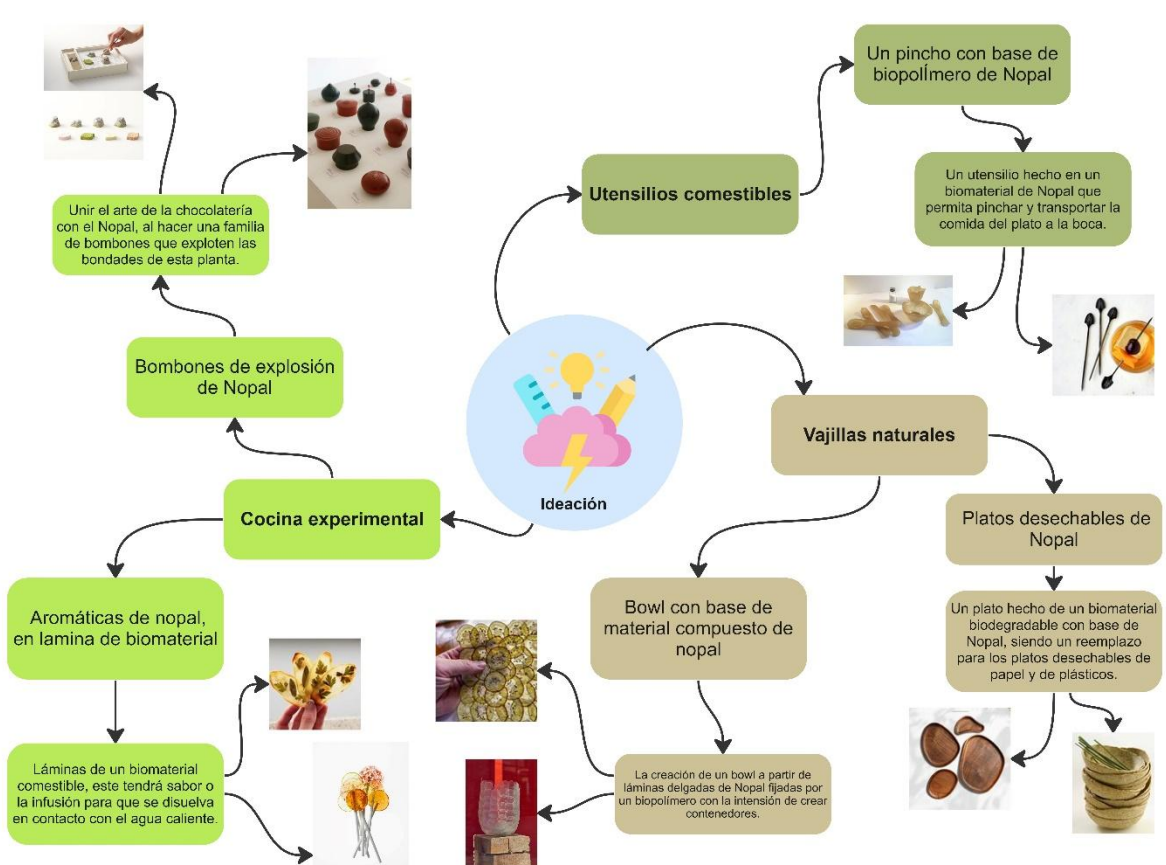 Un pincho con base de
biopolÍmero de Nopal
Utensilios comestibles
Un utensilio hecho en un
biomaterial de Nopal que
permita pinchar y transportar la
comida del plato a la boca.
Unir el arte de la chocolatería
con el Nopal, al hacer una familia
de bombones que exploten las
bondades de esta planta.
Bombones de explosión
de Nopal
Ideación
Vajillas naturales
Cocina experimental
Platos desechables de
Nopal
Aromáticas de nopal,
en lamina de biomaterial
Bowl con base de
material compuesto de
nopal
Un plato hecho de un biomaterial
biodegradable con base de
Nopal, siendo un reemplazo
para los platos desechables de
papel y de plásticos.
Láminas de un biomaterial
comestible, este tendrá sabor o
la infusión para que se disuelva
en contacto con el agua caliente.
La creación de un bowl a partir de
láminas delgadas de Nopal fijadas por
un biopolímero con la intensión de crear
contenedores.